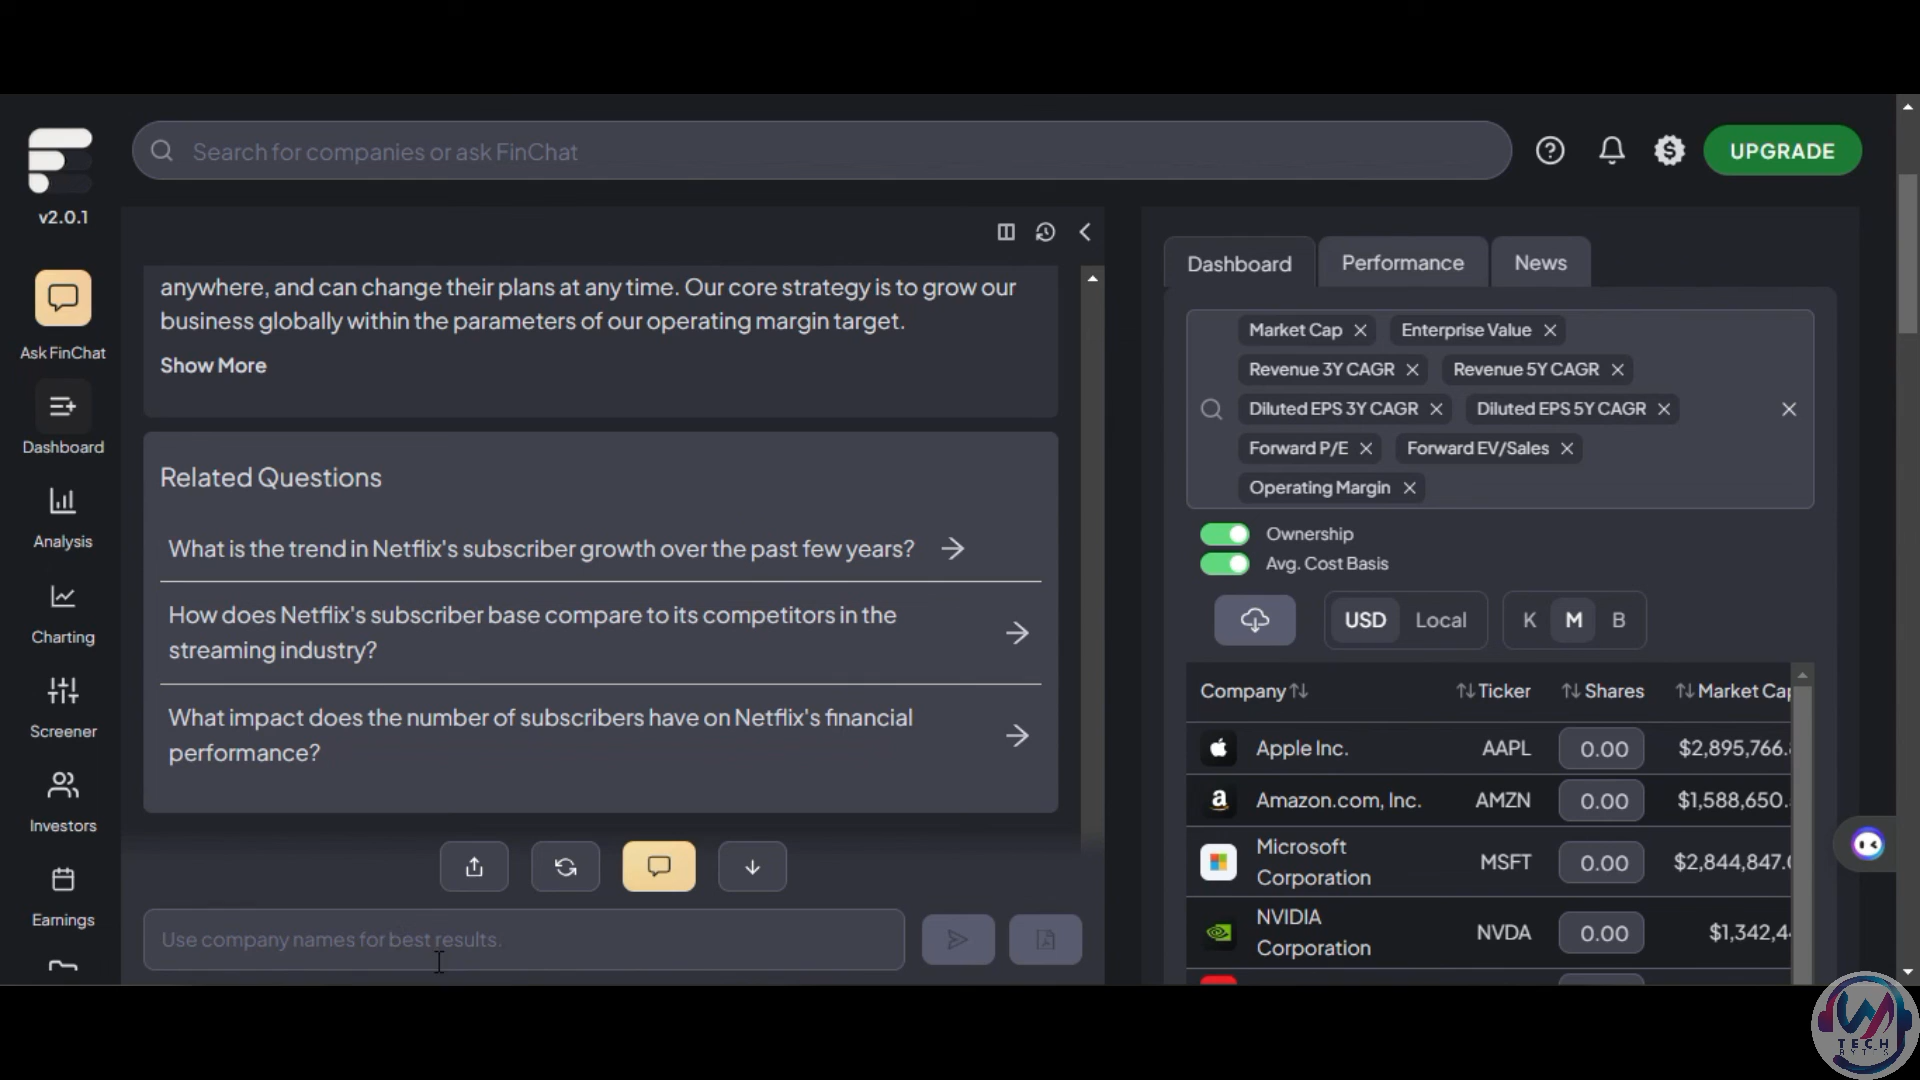 Search for companies or ask FinChat
UPGRADE
v2.0.1
Ask FinChat
Dashboard
Analysis
Charting
Screener
Investors
Earnings
anywhere, and can change their plans at any time. Our core strategy is to grow our
business globally within the parameters of our operating margin target.
Show More
Related Questions
What is the trend in Netflix's subscriber growth over the past few years?
How does Netflix's subscriber base compare to its competitors in the
streaming industry?
What impact does the number of subscribers have on Netflix's financial
performance?
Use company names for best results.
Dashboard Performance News
Market Cap Enterprise Value
Revenue 3Y CAGR Revenue 5Y CAGR
Diluted EPS 3Y CAGR Diluted EPS 5Y CAGR
Forward P/E Forward EV/Sales
Operating Margin
Ownership
Avg. Cost Basis
USD Local K M B
Company Ticker Shares Market Cap
Apple Inc. AAPL 0.00 $2,895,766.
Amazon.com, Inc. AMZN 0.00 $1,588,650.
Microsoft
Corporation MSFT 0.00 $2,844,847.
NVIDIA
Corporation NVDA 0.00 $1,342,4
TECH